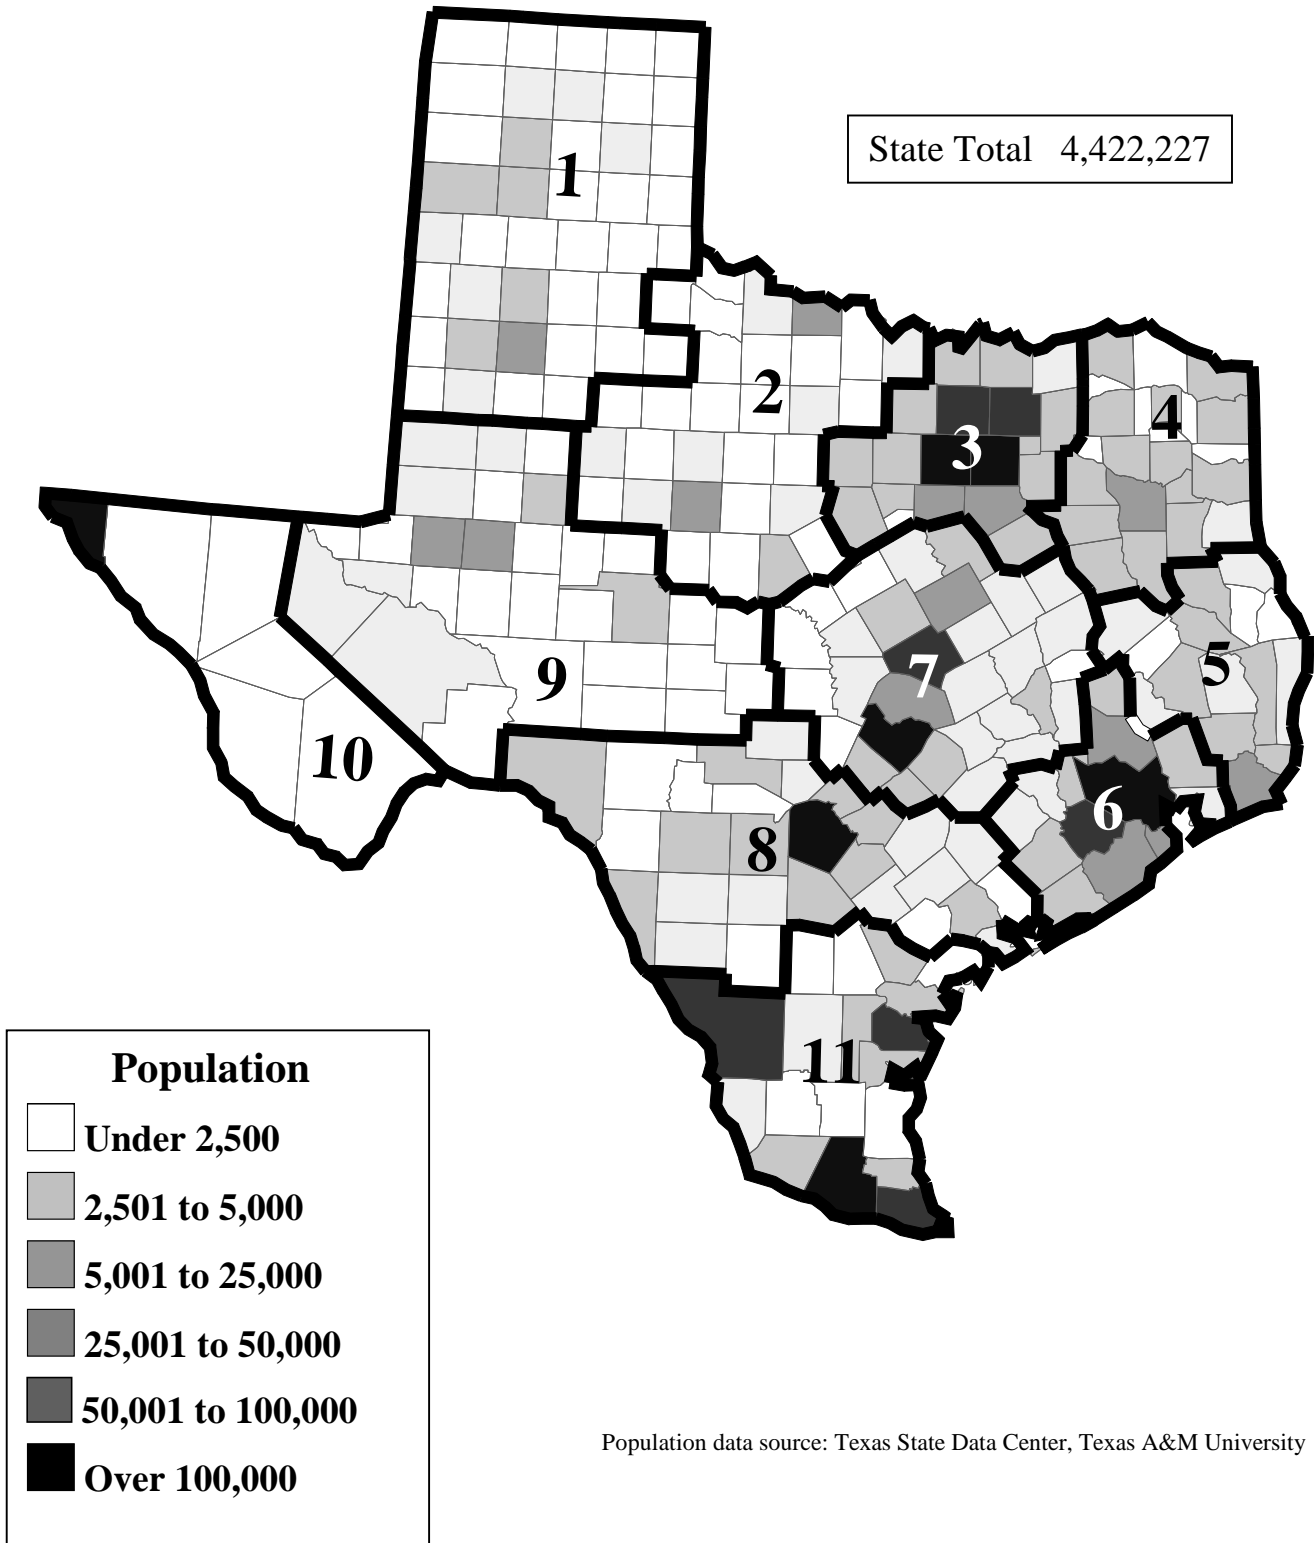 State Total 4,422,227
1
2
3
4
5
6
7
8
9
10
11
Population
Under 2,500
2,501 to 5,000
5,001 to 25,000
25,001 to 50,000
50,001 to 100,000
Over 100,000
Population data source: Texas State Data Center, Texas A&M University